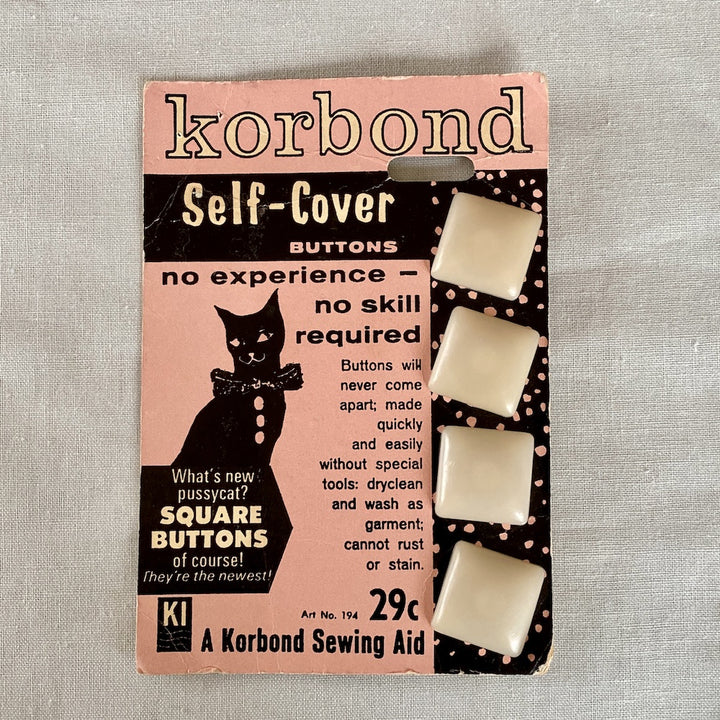 korbond
Self-Cover
BUTTONS
no experience –
no skill
required
Buttons will
never come
apart; made
quickly
and easily
without special
tools: dryclean
and wash as
garment;
cannot rust
or stain.
What's new
pussycat?
SQUARE
BUTTONS
of course!
They're the newest!
KI
Art No. 194 29c
A Korbond Sewing Aid